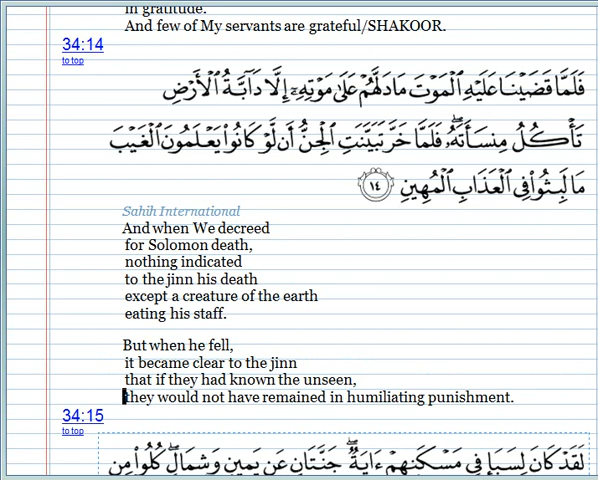 in gratitude.
And few of My servants are grateful/SHAKOOR.
34:14
to top
فَلَمَّا قَضَيْنَا عَلَيْهِ الْمَوْتَ مَا دَلَّهُمْ عَلَىٰ مَوْتِهِ إِلَّا دَابَّةُ الْأَرْضِ
تَأْكُلُ مِنسَأَتَهُ ۖ فَلَمَّا خَرَّ تَبَيَّنَتِ الْجِنُّ أَن لَّوْ كَانُوا يَعْلَمُونَ الْغَيْبَ
مَا لَبِثُوا فِي الْعَذَابِ الْمُهِينِ ١٤
Sahih International
And when We decreed
for Solomon death,
nothing indicated
to the jinn his death
except a creature of the earth
eating his staff.
But when he fell,
it became clear to the jinn
that if they had known the unseen,
they would not have remained in humiliating punishment.
34:15
to top
لَقَدْ كَانَ لِسَبَإٍ فِي مَسْكَنِهِمْ ءَايَةٌ ۖ جَنَّتَانِ عَن يَمِينٍ وَشِمَالٍ ۖ كُلُوا مِن